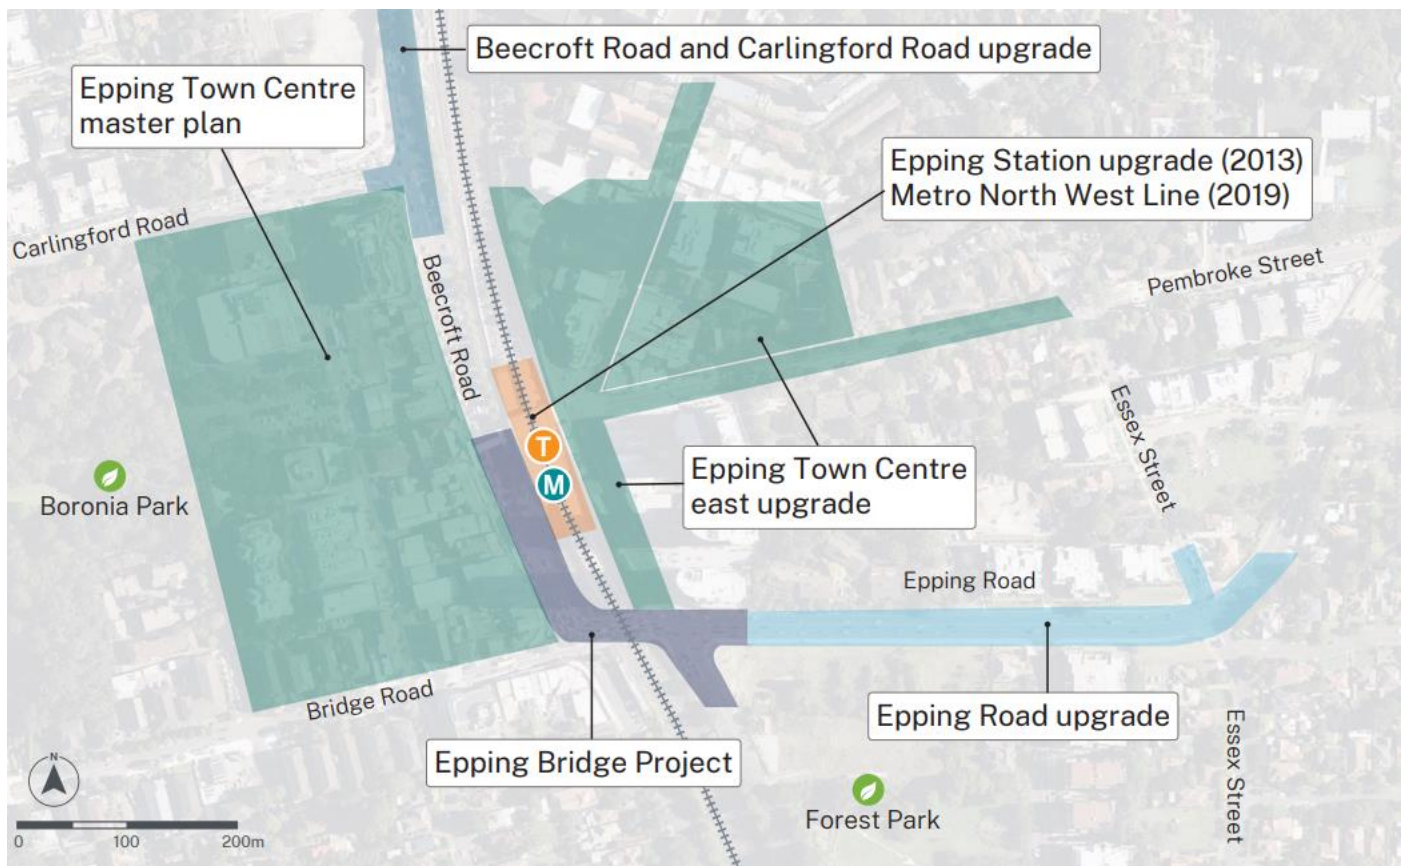 Beecroft Road and Carlingford Road upgrade
Epping Town Centre
master plan
Epping Station upgrade (2013)
Metro North West Line (2019)
Carlingford Road
Beecroft Road
Pembroke Street
Essex Street
T
M
Epping Town Centre
east upgrade
Boronia Park
Epping Road
Bridge Road
Epping Road upgrade
Essex Street
Epping Bridge Project
N
Forest Park
0 100 200m